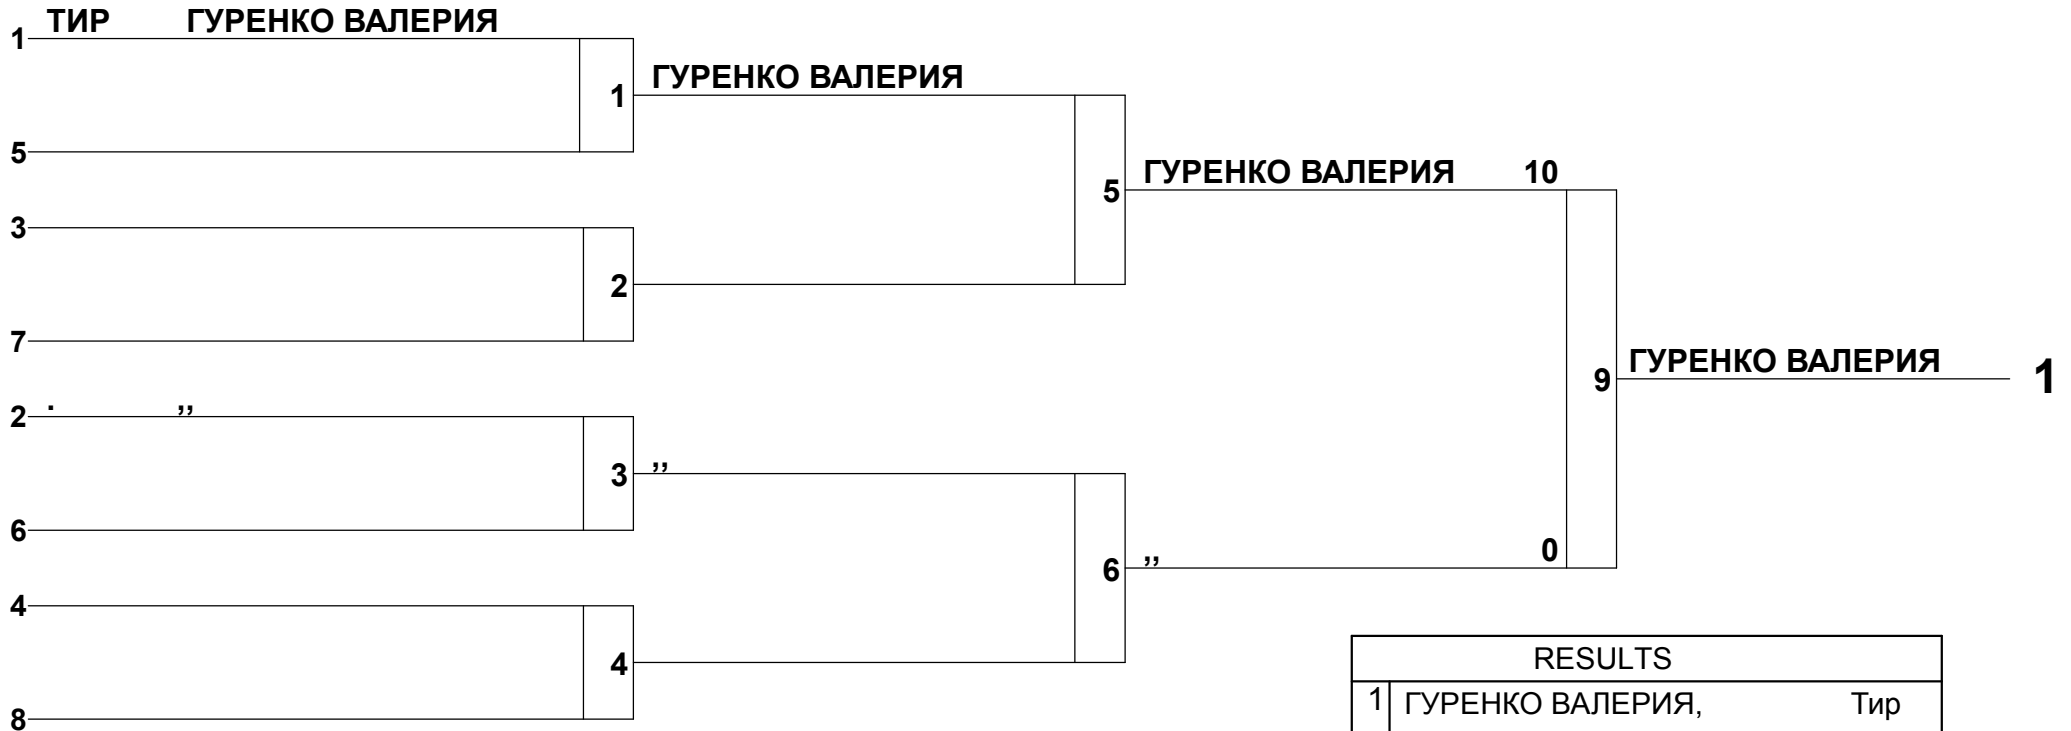 ТИР ГУРЕНКО ВАЛЕРИЯ
1
1 ГУРЕНКО ВАЛЕРИЯ
5
5 ГУРЕНКО ВАЛЕРИЯ 10
3
2
7
9 ГУРЕНКО ВАЛЕРИЯ 1
2 . ,,
3 ,,
6
6 ,, 0
4
4
8
RESULTS
1 ГУРЕНКО ВАЛЕРИЯ, Тир